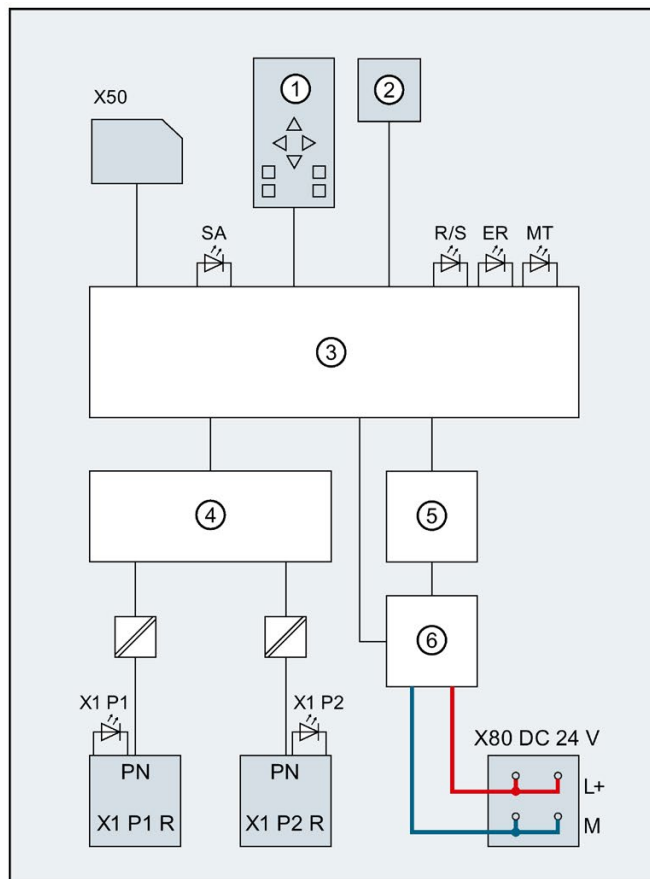 X50
①
②
SA
R/S ER MT
③
④
⑤
⑥
X1 P1
X1 P2
X80 DC 24 V
PN
PN
L+
X1 P1 R
X1 P2 R
M